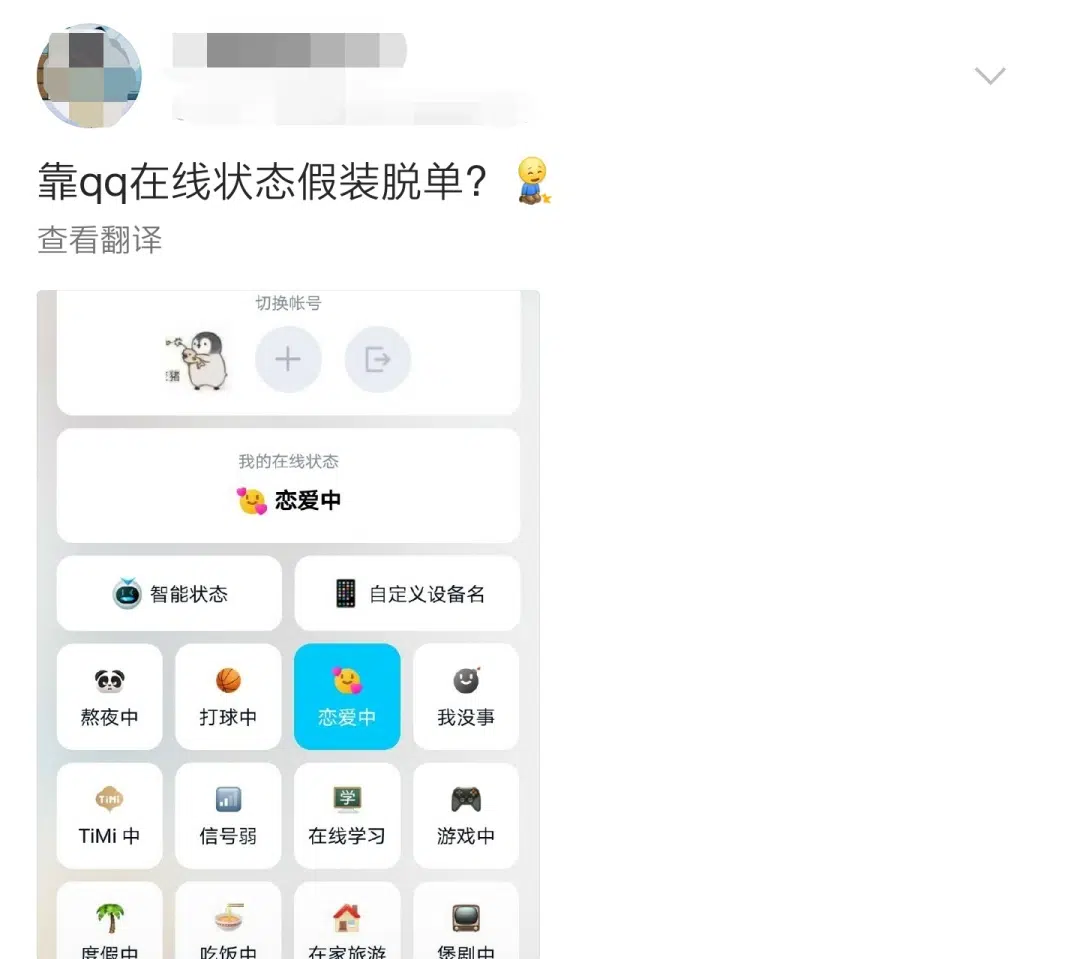 靠qq在线状态假装脱单?
查看翻译
切换帐号
猪
我的在线状态
恋爱中
智能状态 自定义设备名
熬夜中 打球中 恋爱中 我没事
TiMi
学
TiMi 中 信号弱 在线学习 游戏中
度假中 吃饭中 在家旅游 煲剧中